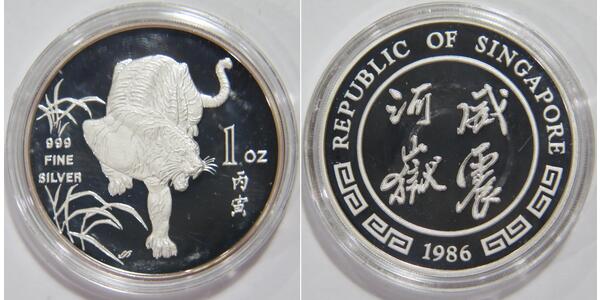 999
FINE
SILVER
1 OZ
丙寅
REPUBLIC OF SINGAPORE
威震
河嶽
1986